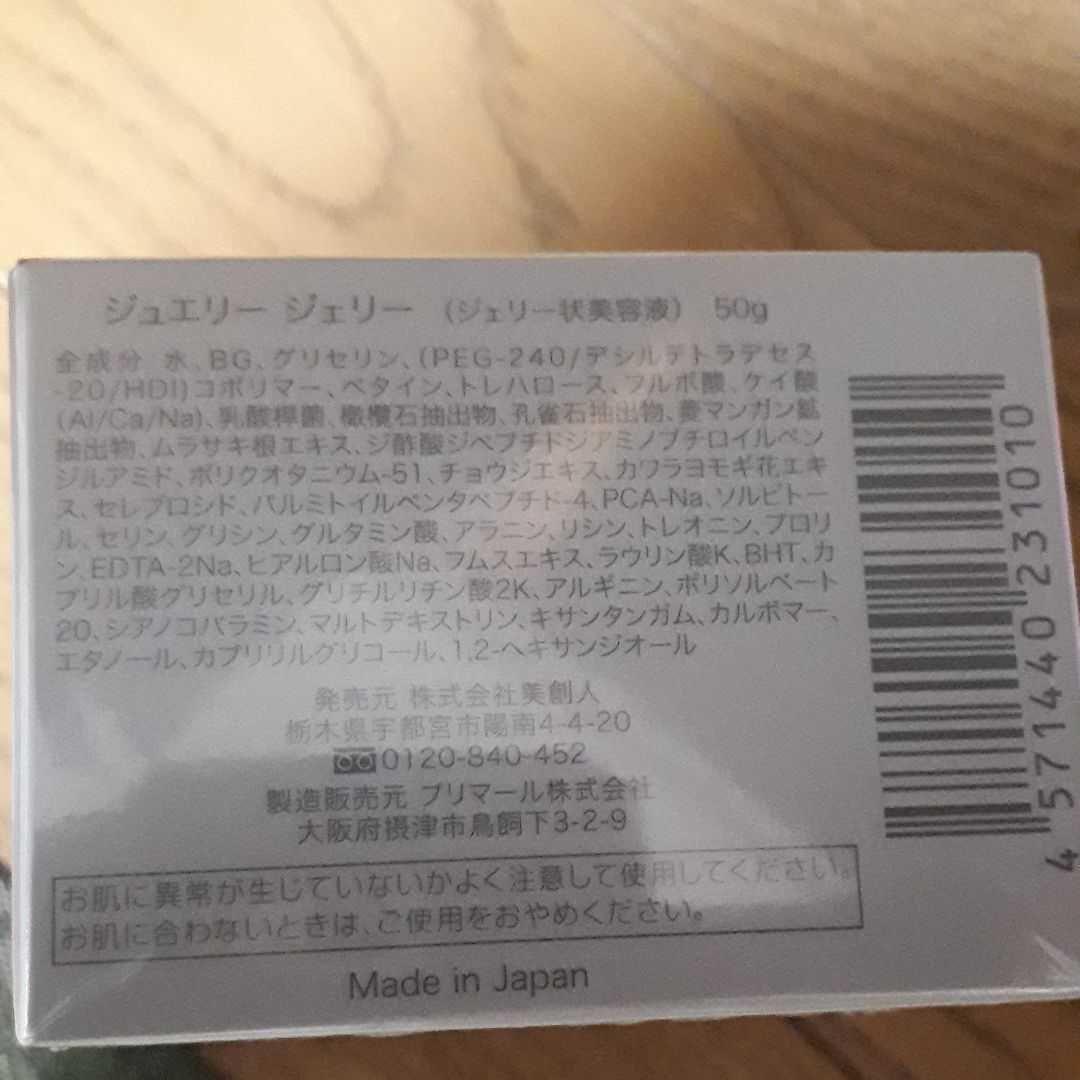 ジュエリー ジェリー （ジェリー状美容液） 50g
全成分 水、BG、グリセリン、(PEG-240/デシルテトラデセス
-20/HDI)コポリマー、ベタイン、トレハロース、フルボ酸、ケイ酸
(Al/Ca/Na)、乳酸桿菌、橄欖石抽出物、孔雀石抽出物、菱マンガン鉱
抽出物、ムラサキ根エキス、ジ酢酸ジペプチドジアミノブチロイルベン
ジルアミド、ポリクオタニウム-51、チョウジエキス、カワラヨモギ花エキ
ス、セレブロシド、パルミトイルペンタペプチド-4、PCA-Na、ソルビトー
ル、セリン、グリシン、グルタミン酸、アラニン、リシン、トレオニン、プロリ
ン、EDTA-2Na、ヒアルロン酸Na、フムスエキス、ラウリン酸K、BHT、カ
プリル酸グリセリル、グリチルリチン酸2K、アルギニン、ポリソルベート
20、シアノコバラミン、マルトデキストリン、キサンタンガム、カルボマー、
エタノール、カプリリルグリコール、1,2-ヘキサンジオール
発売元 株式会社美創人
栃木県宇都宮市陽南4-4-20
0120-840-452
製造販売元 プリマール株式会社
大阪府摂津市鳥飼下3-2-9
お肌に異常が生じていないかよく注意して使用してください。
お肌に合わないときは、ご使用をおやめください。
Made in Japan
4571440231010